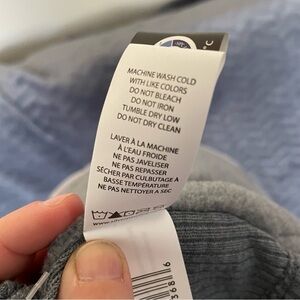 MACHINE WASH COLD
WITH LIKE COLORS
DO NOT BLEACH
DO NOT IRON
TUMBLE DRY LOW
DO NOT DRY CLEAN
LAVER À LA MACHINE
À L'EAU FROIDE
NE PAS JAVELISER
NE PAS REPASSER
SÉCHER PAR CULBUTAGE À
BASSE TEMPÉRATURE
NE PAS NETTOYER A SEC